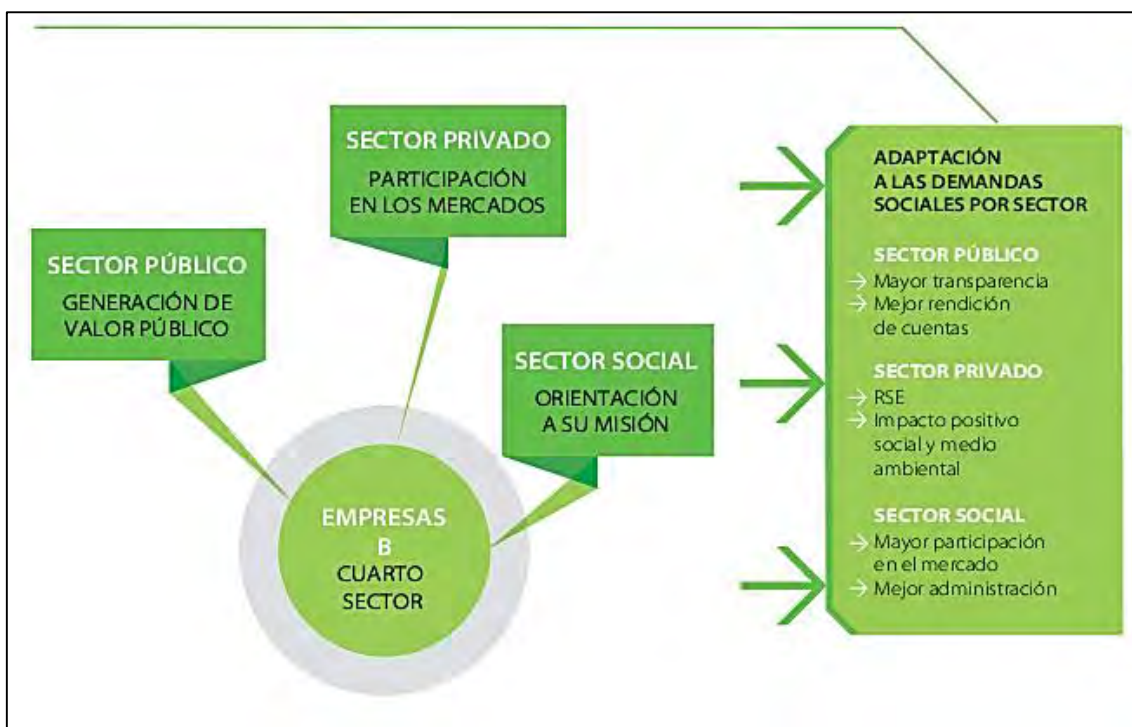 SECTOR PRIVADO
PARTICIPACIÓN
EN LOS MERCADOS
SECTOR PÚBLICO
GENERACIÓN DE
VALOR PÚBLICO
SECTOR SOCIAL
ORIENTACIÓN
A SU MISIÓN
EMPRESAS
B
CUARTO
SECTOR
ADAPTACIÓN
A LAS DEMANDAS
SOCIALES POR SECTOR
SECTOR PÚBLICO
→ Mayor transparencia
→ Mejor rendición
de cuentas
SECTOR PRIVADO
→ RSE
→ Impacto positivo
social y medio
ambiental
SECTOR SOCIAL
→ Mayor participación
en el mercado
→ Mejor administración